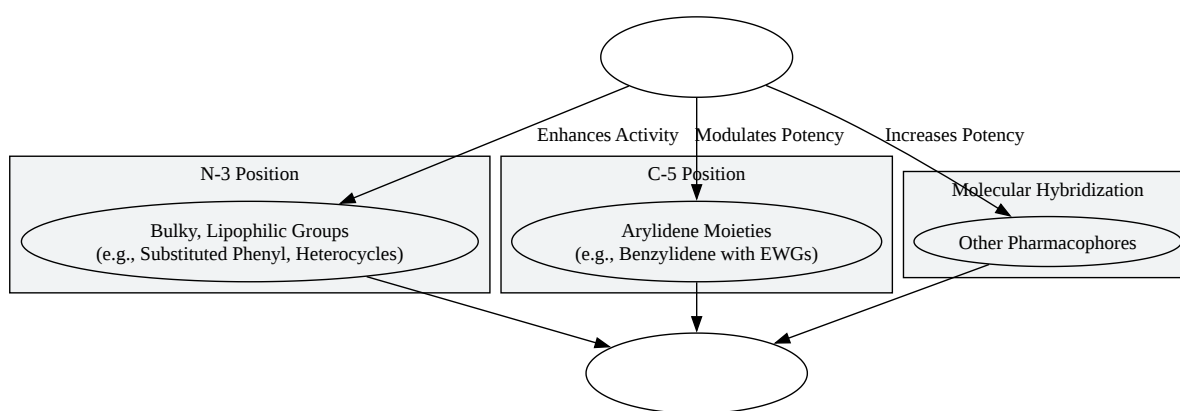 Enhances Activity
Modulates Potency
Increases Potency
N-3 Position
Bulky, Lipophilic Groups
(e.g., Substituted Phenyl, Heterocycles)
C-5 Position
Arylidene Moieties
(e.g., Benzylidene with EWGs)
Molecular Hybridization
Other Pharmacophores